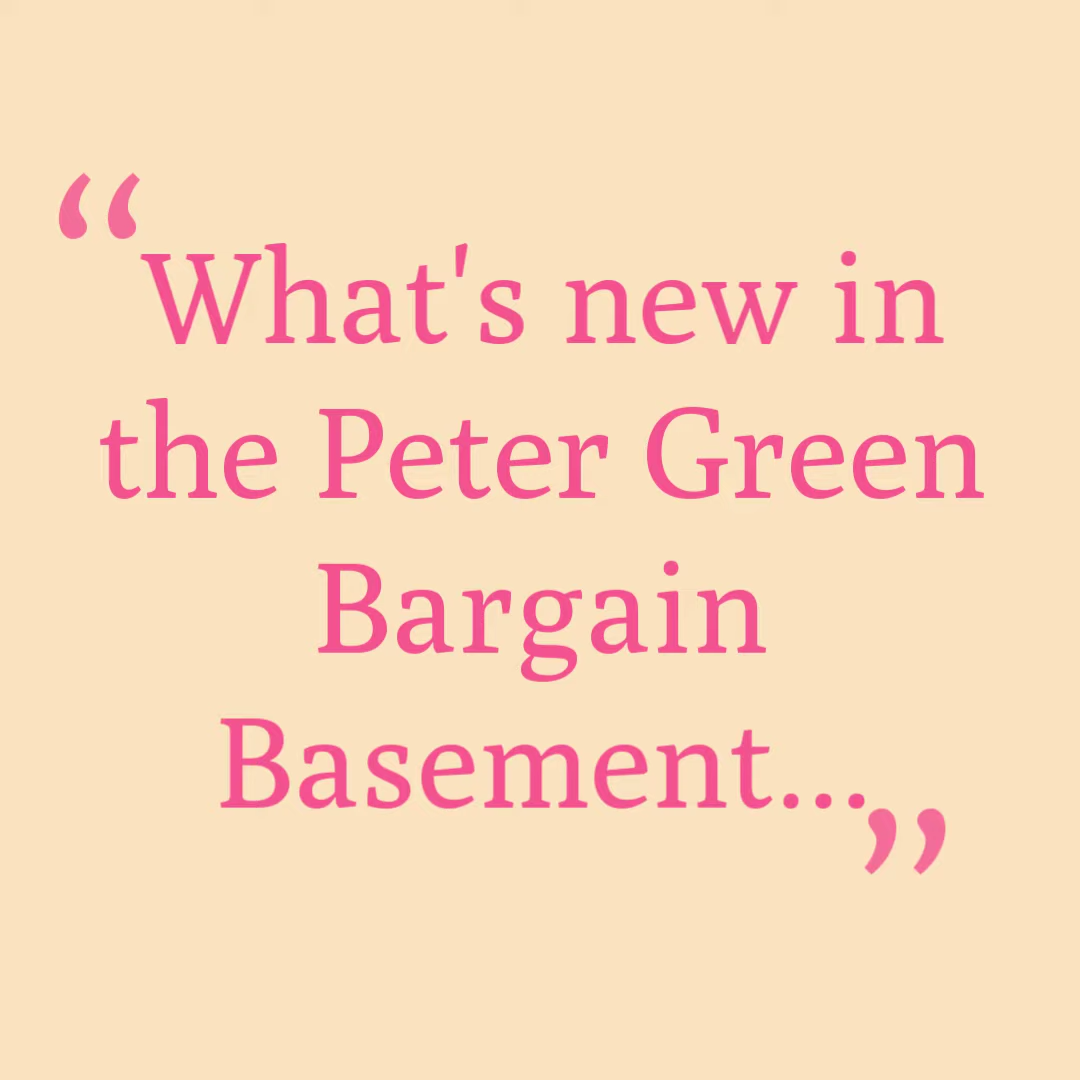 “What's new in
the Peter Green
Bargain
Basement...”